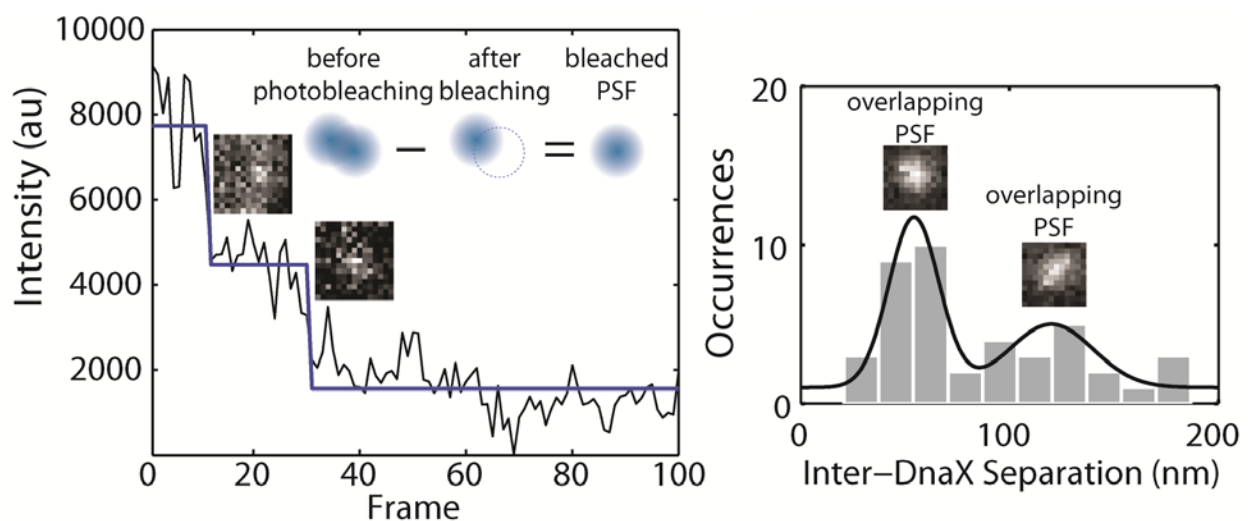 10000
8000
6000
4000
2000
Intensity (au)
0
20
40
60
80
100
Frame
before
photobleaching
after
bleaching
bleached
PSF
−
=
20
10
0
Occurrences
overlapping
PSF
overlapping
PSF
0
100
200
Inter−DnaX Separation (nm)